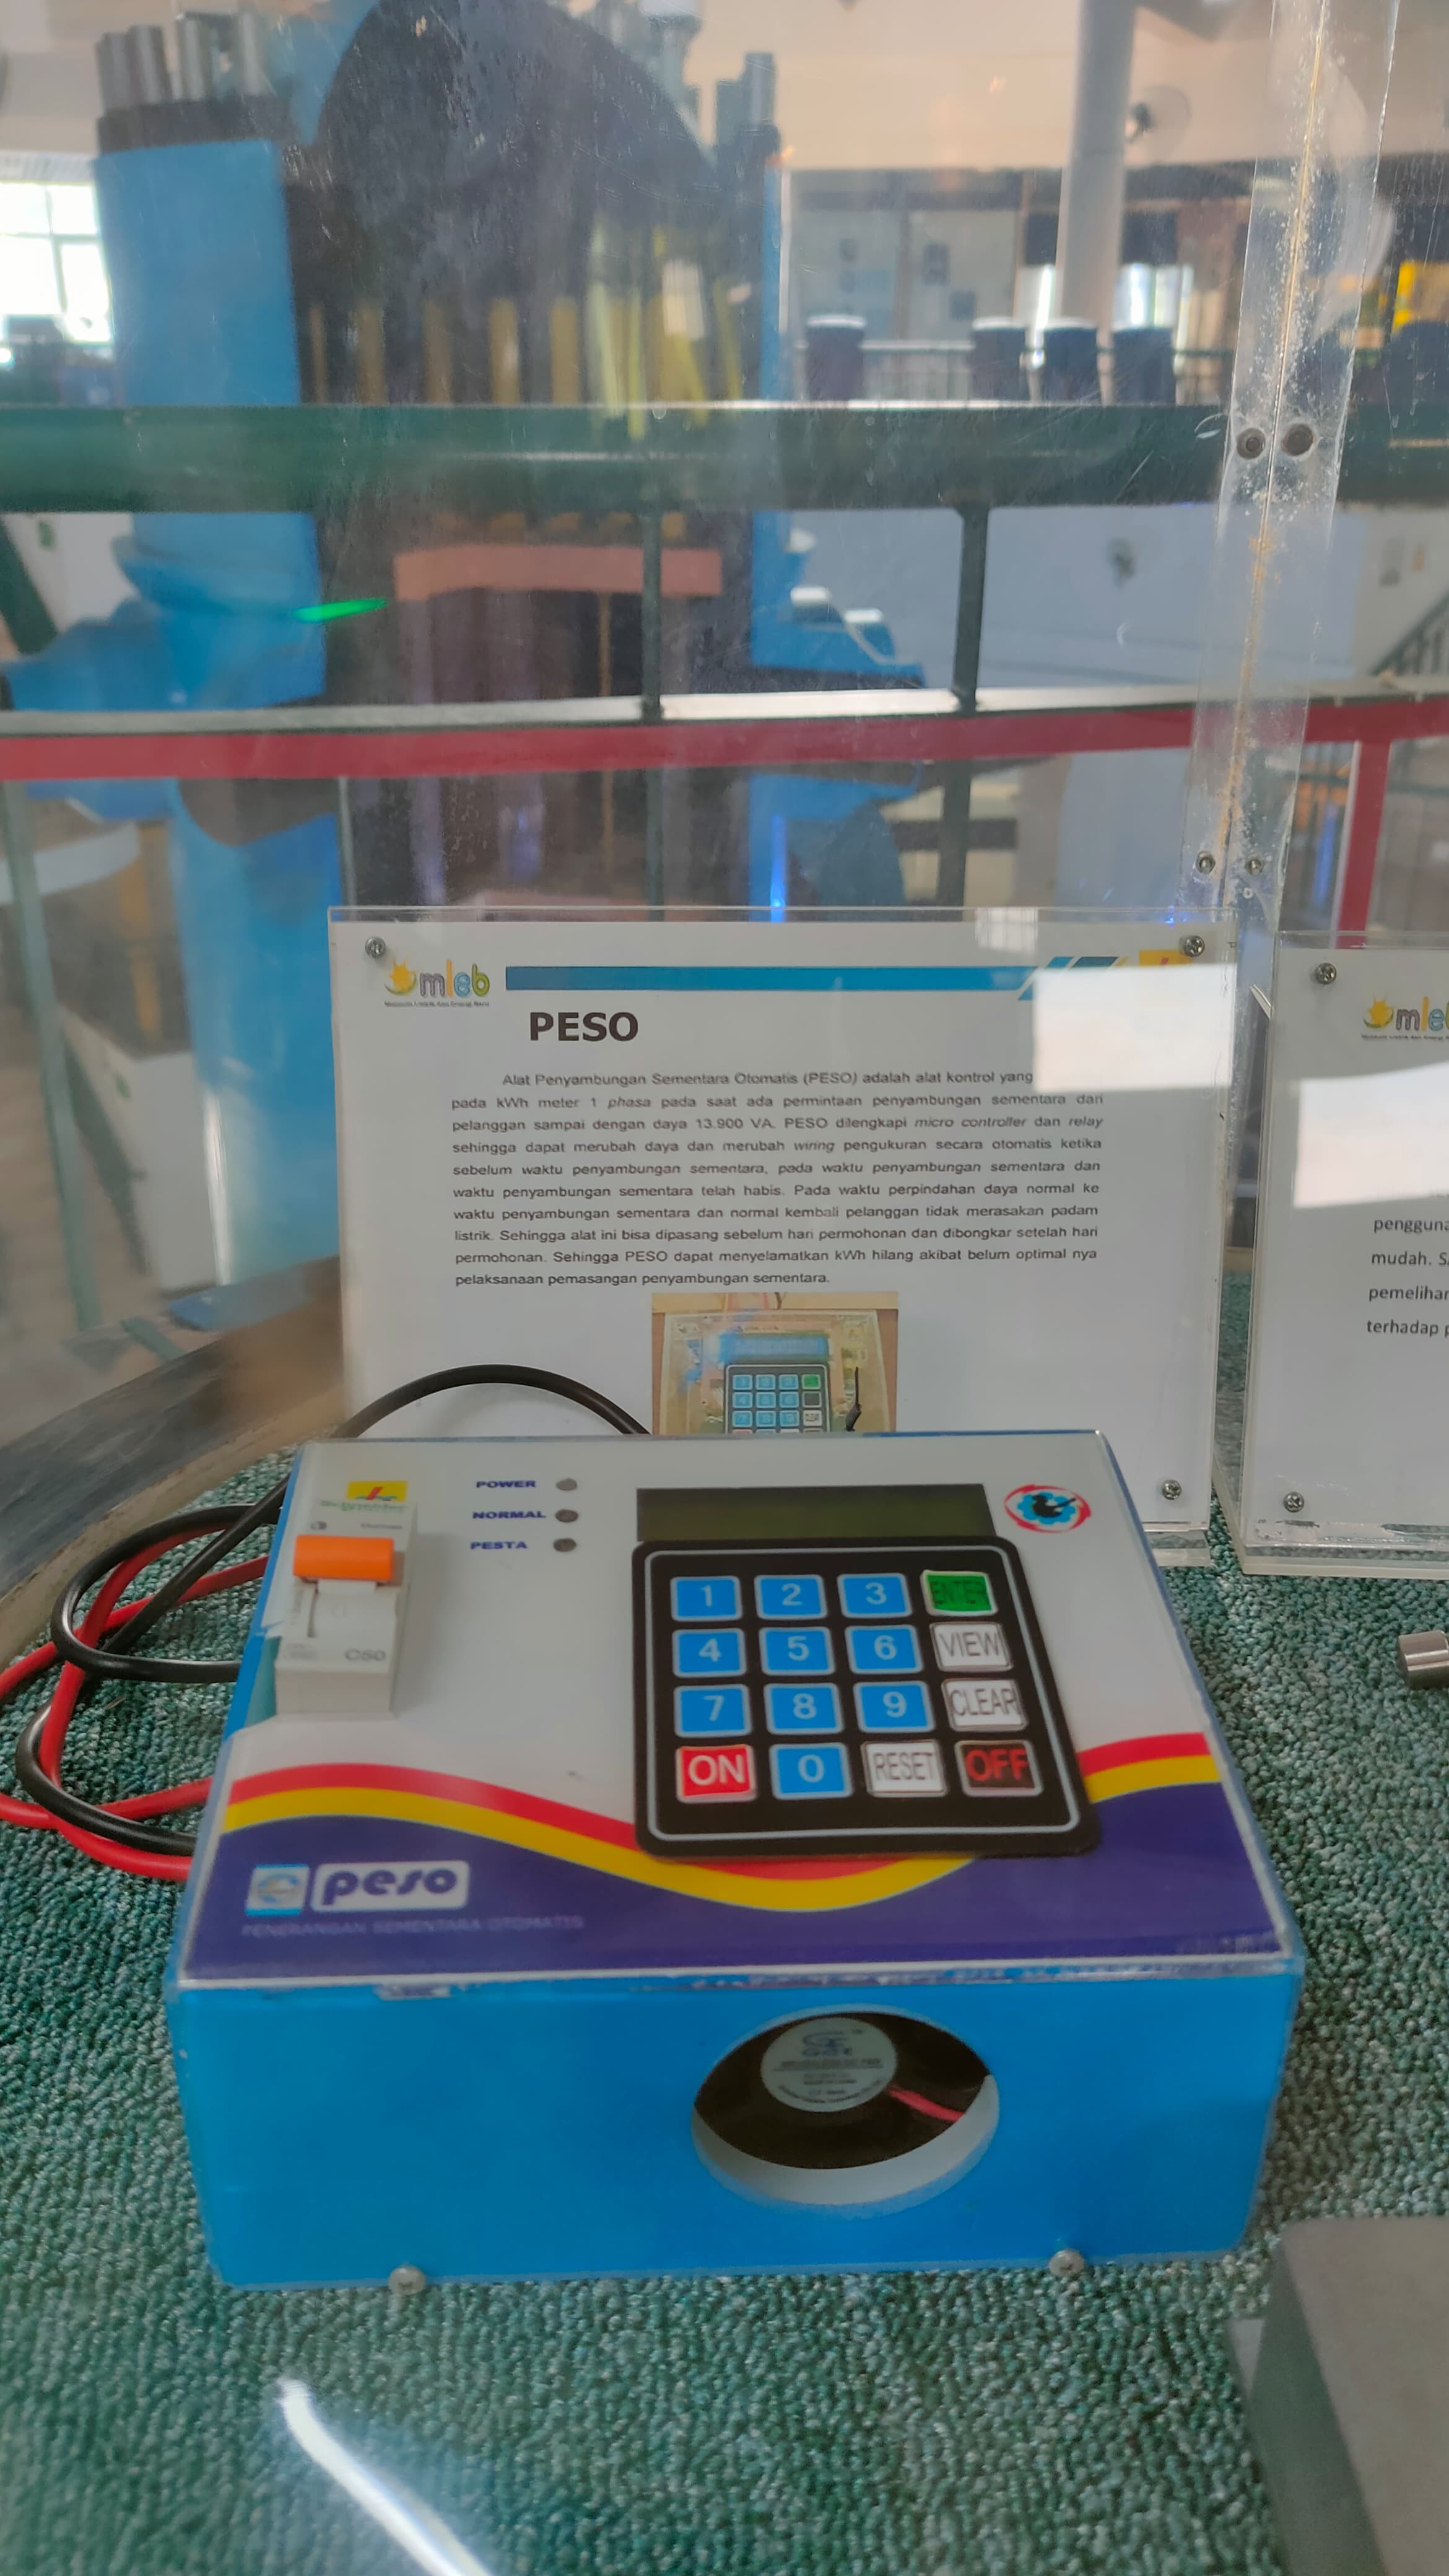 mleb
PESO
Alat Penyambungan Sementara Otomatis (PESO) adalah alat kontrol yang
pada kWh meter 1 phasa pada saat ada permintaan penyambungan sementara dari
pelanggan sampai dengan daya 13.900 VA. PESO dilengkapi micro controller dan relay
sehingga dapat merubah daya dan merubah wiring pengukuran secara otomatis ketika
sebelum waktu penyambungan sementara, pada waktu penyambungan sementara dan
waktu penyambungan sementara telah habis. Pada waktu perpindahan daya normal ke
waktu penyambungan sementara dan normal kembali pelanggan tidak merasakan padam
listrik. Sehingga alat ini bisa dipasang sebelum hari permohonan dan dibongkar setelah hari
permohonan. Sehingga PESO dapat menyelamatkan kWh hilang akibat belum optimal nya
pelaksanaan pemasangan penyambungan sementara.
mle
penggun
mudah. S
pemelihar
terhadap p
POWER
NORMAL
PESTA
C50
1 2 3 ENTER
4 5 6 VIEW
7 8 9 CLEAR
ON 0 RESET OFF
peso
PENERANGAN SEMENTARA OTOMATIS